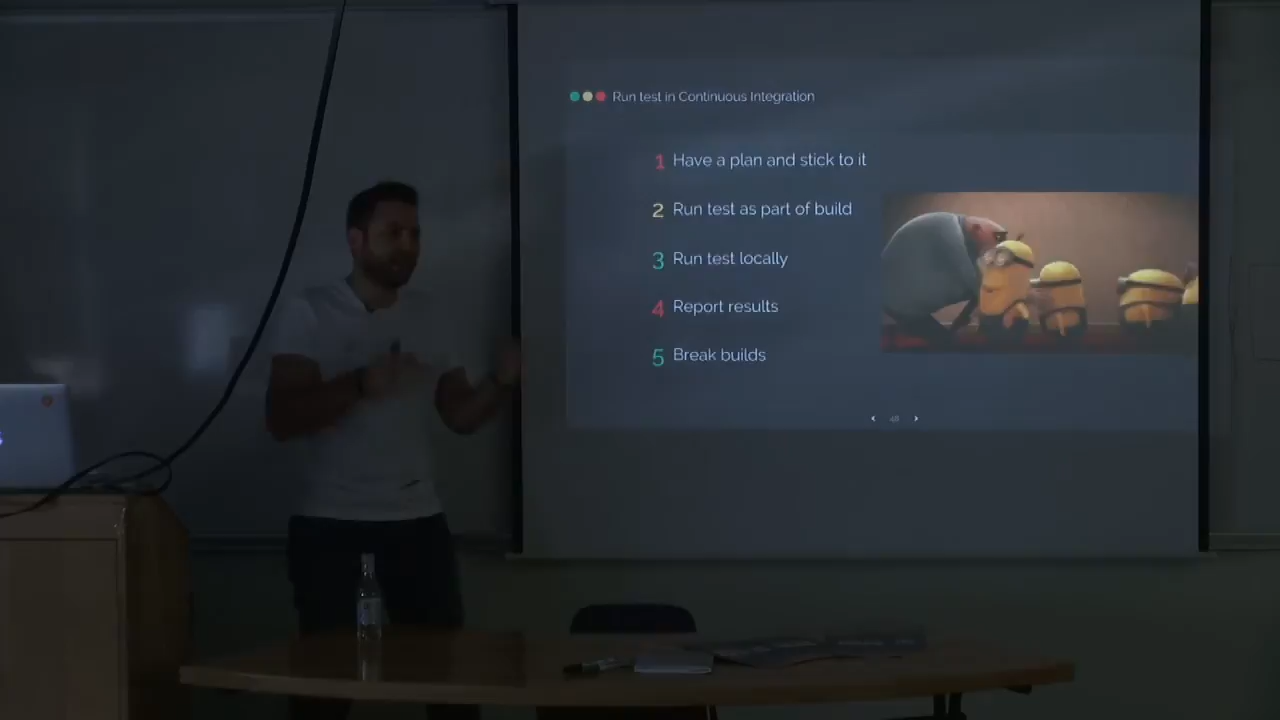 Run test in Continuous Integration
1 Have a plan and stick to it
2 Run test as part of build
3 Run test locally
4 Report results
5 Break builds
‹ 48 ›